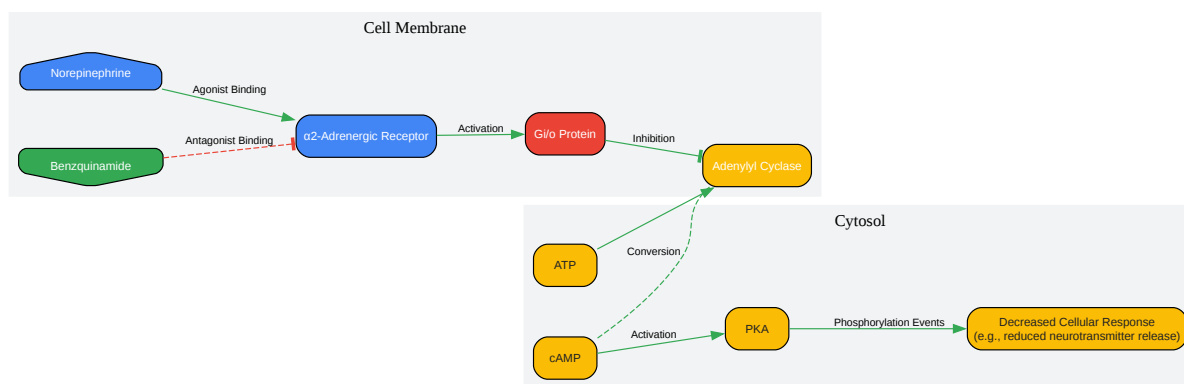 Cell Membrane
Norepinephrine
Agonist Binding
Antagonist Binding
Benzquinamide
α2-Adrenergic Receptor
Activation
Gi/o Protein
Inhibition
Adenylyl Cyclase
Cytosol
ATP
Conversion
cAMP
Activation
PKA
Phosphorylation Events
Decreased Cellular Response
(e.g., reduced neurotransmitter release)